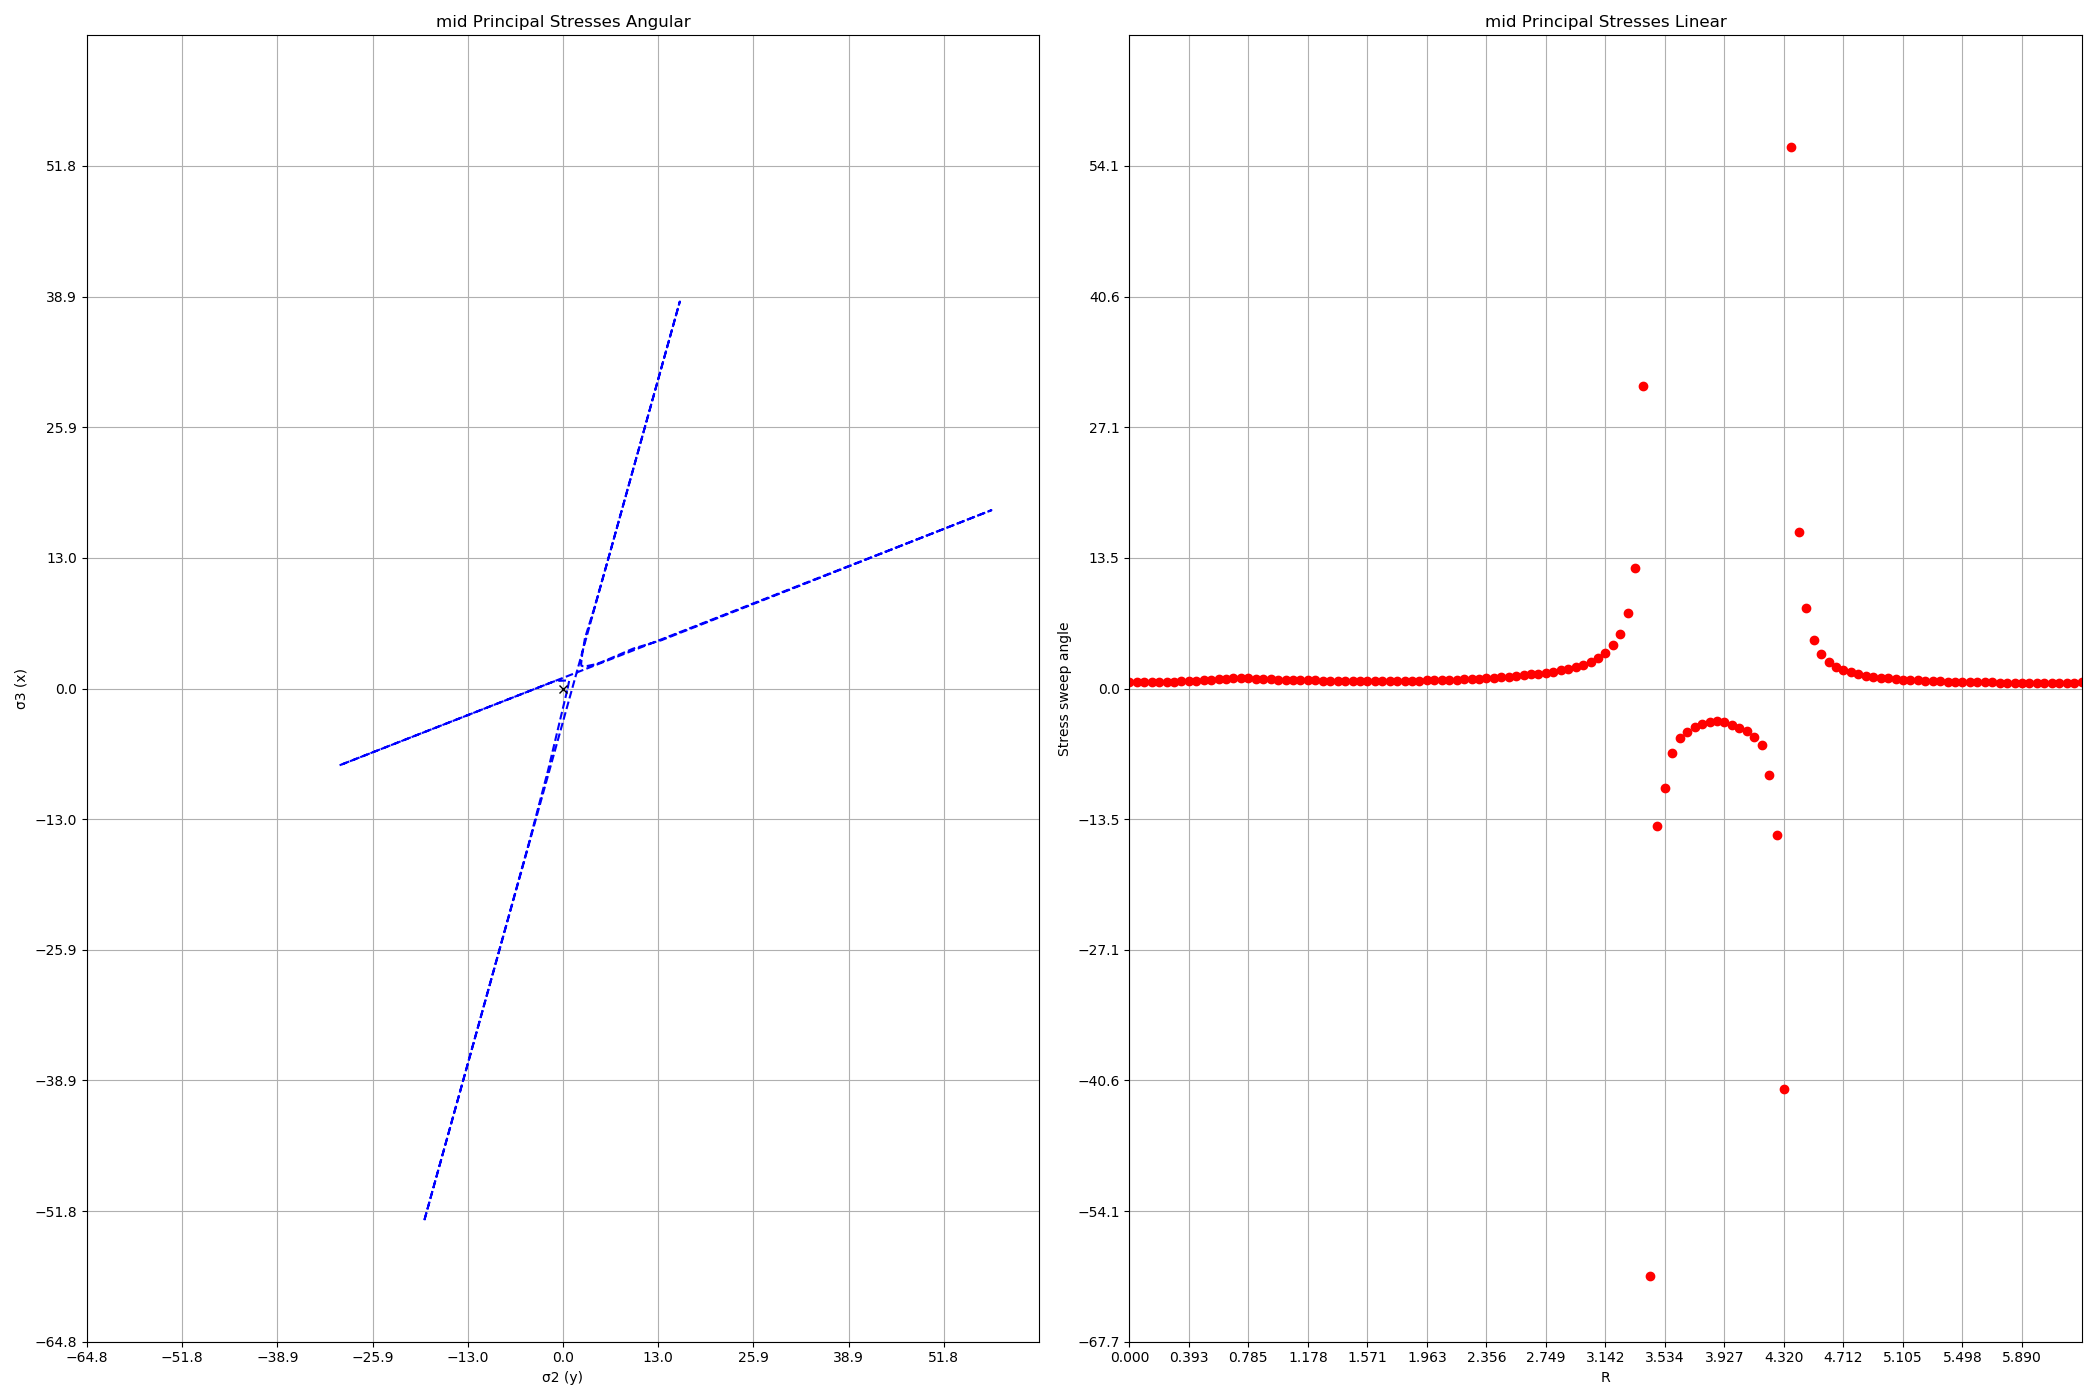 mid Principal Stresses Angular
51.8
38.9
25.9
13.0
0.0
−13.0
−25.9
−38.9
−51.8
−64.8
σ3 (x)
−64.8 −51.8 −38.9 −25.9 −13.0 0.0 13.0 25.9 38.9 51.8
σ2 (y)
mid Principal Stresses Linear
54.1
40.6
27.1
13.5
0.0
−13.5
−27.1
−40.6
−54.1
−67.7
Stress sweep angle
0.000 0.393 0.785 1.178 1.571 1.963 2.356 2.749 3.142 3.534 3.927 4.320 4.712 5.105 5.498 5.890
R